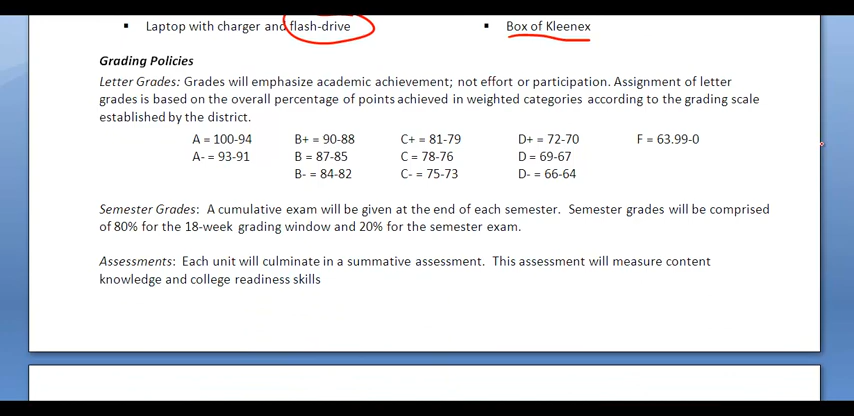 ▪ Laptop with charger and flash-drive ▪ Box of Kleenex
Grading Policies
Letter Grades: Grades will emphasize academic achievement; not effort or participation. Assignment of letter
grades is based on the overall percentage of points achieved in weighted categories according to the grading scale
established by the district.
A = 100-94 B+ = 90-88 C+ = 81-79 D+ = 72-70 F = 63.99-0
A- = 93-91 B = 87-85 C = 78-76 D = 69-67
B- = 84-82 C- = 75-73 D- = 66-64
Semester Grades: A cumulative exam will be given at the end of each semester. Semester grades will be comprised
of 80% for the 18-week grading window and 20% for the semester exam.
Assessments: Each unit will culminate in a summative assessment. This assessment will measure content
knowledge and college readiness skills